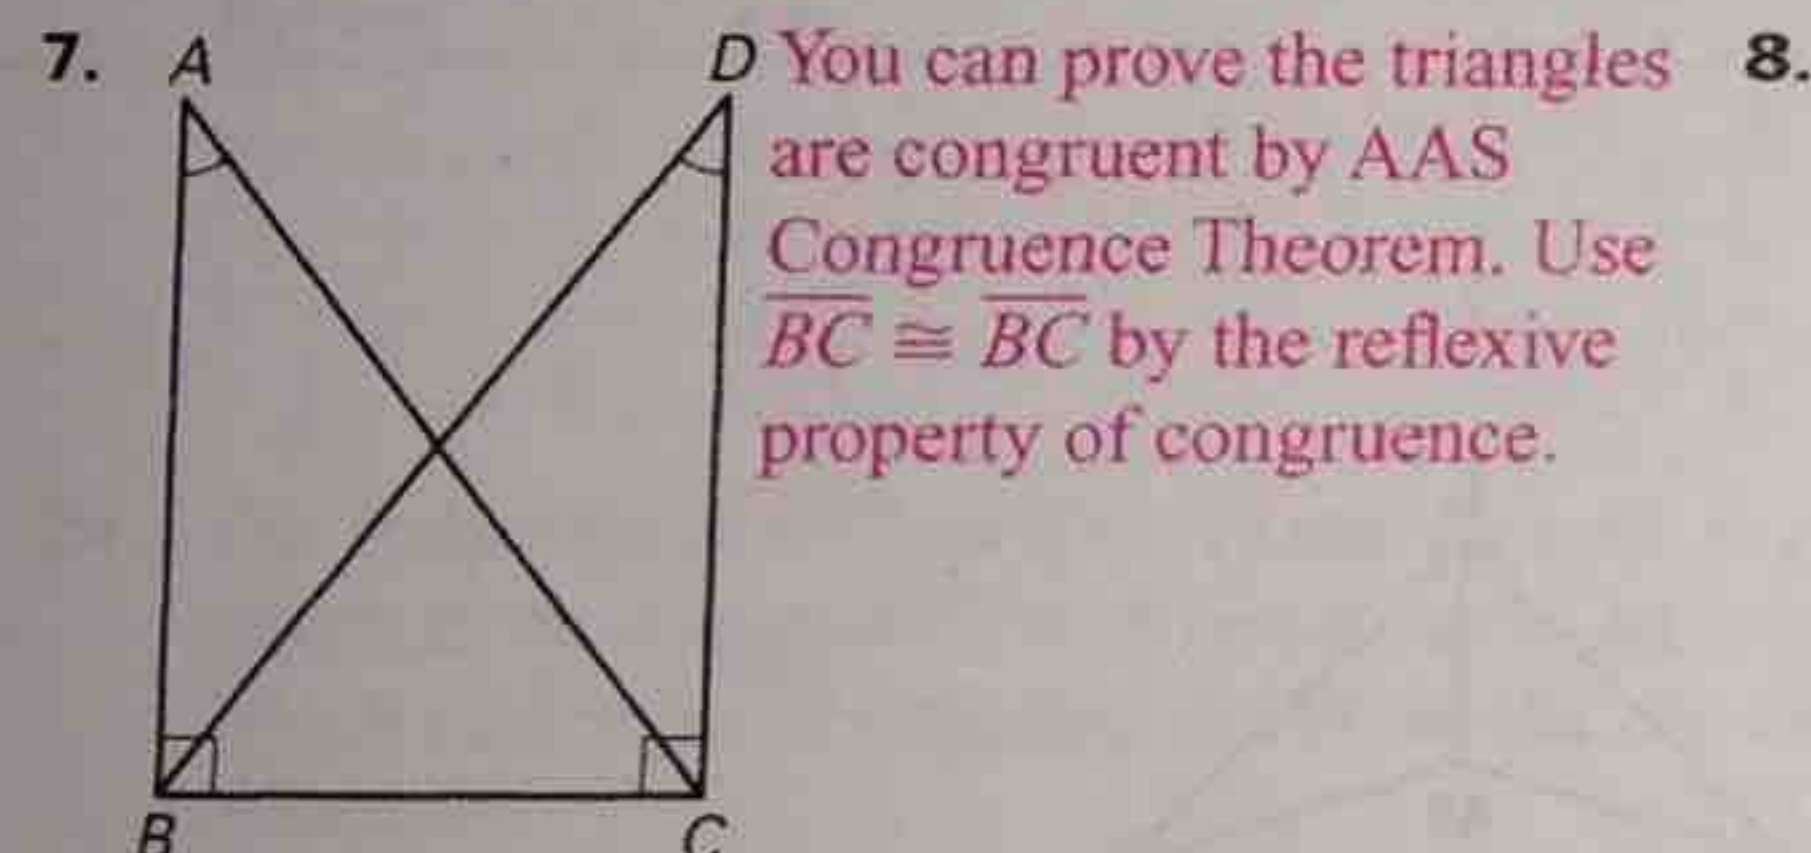 7. A D You can prove the triangles 8.
are congruent by AAS
Congruence Theorem. Use
BC ≅ BC by the reflexive
property of congruence.
B C